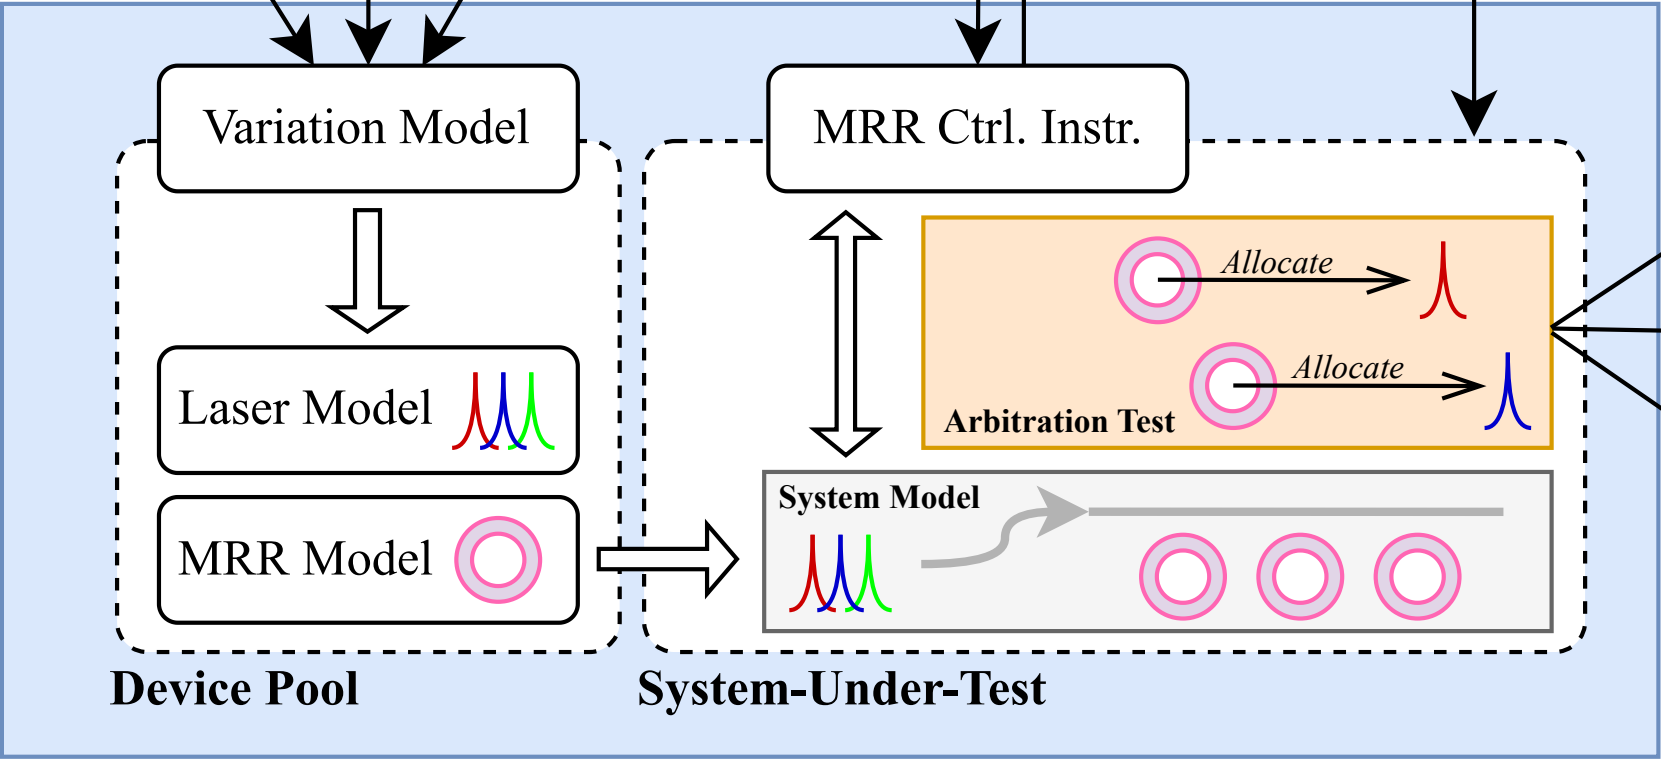 Variation Model
Laser Model
MRR Model
Device Pool
MRR Ctrl. Instr.
Allocate
Allocate
Arbitration Test
System Model
System-Under-Test